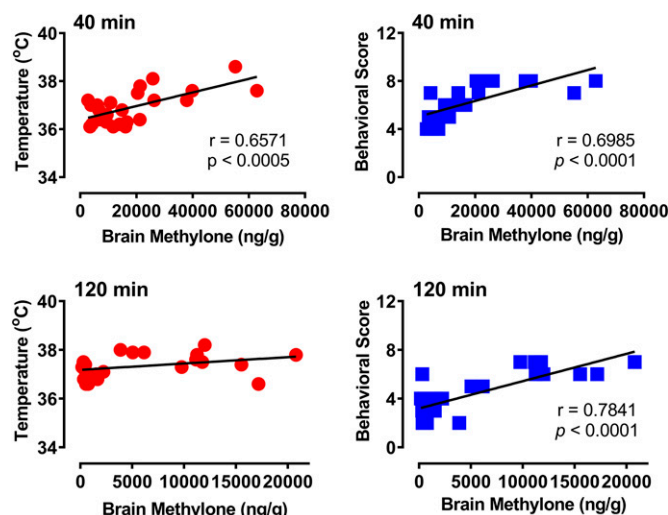 40 min
40 min
Temperature (°C)
40
38
36
34
r = 0.6571
p < 0.0005
0 20000 40000 60000 80000
Brain Methylone (ng/g)
Behavioral Score
12
8
4
0
r = 0.6985
p < 0.0001
0 20000 40000 60000 80000
Brain Methylone (ng/g)
120 min
120 min
Temperature (°C)
40
38
36
34
0 5000 10000 15000 20000
Brain Methylone (ng/g)
Behavioral Score
12
8
4
0
r = 0.7841
p < 0.0001
0 5000 10000 15000 20000
Brain Methylone (ng/g)